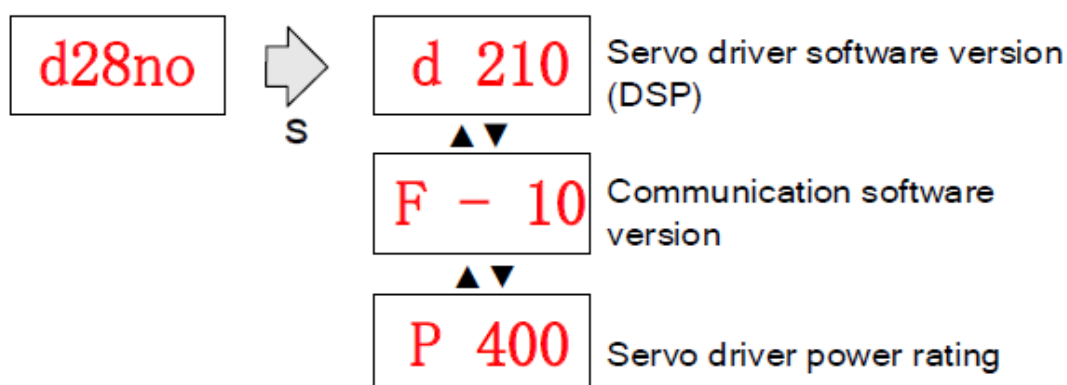 d28no
S
d 210
Servo driver software version
(DSP)
▲▼
F - 10
Communication software
version
▲▼
P 400
Servo driver power rating